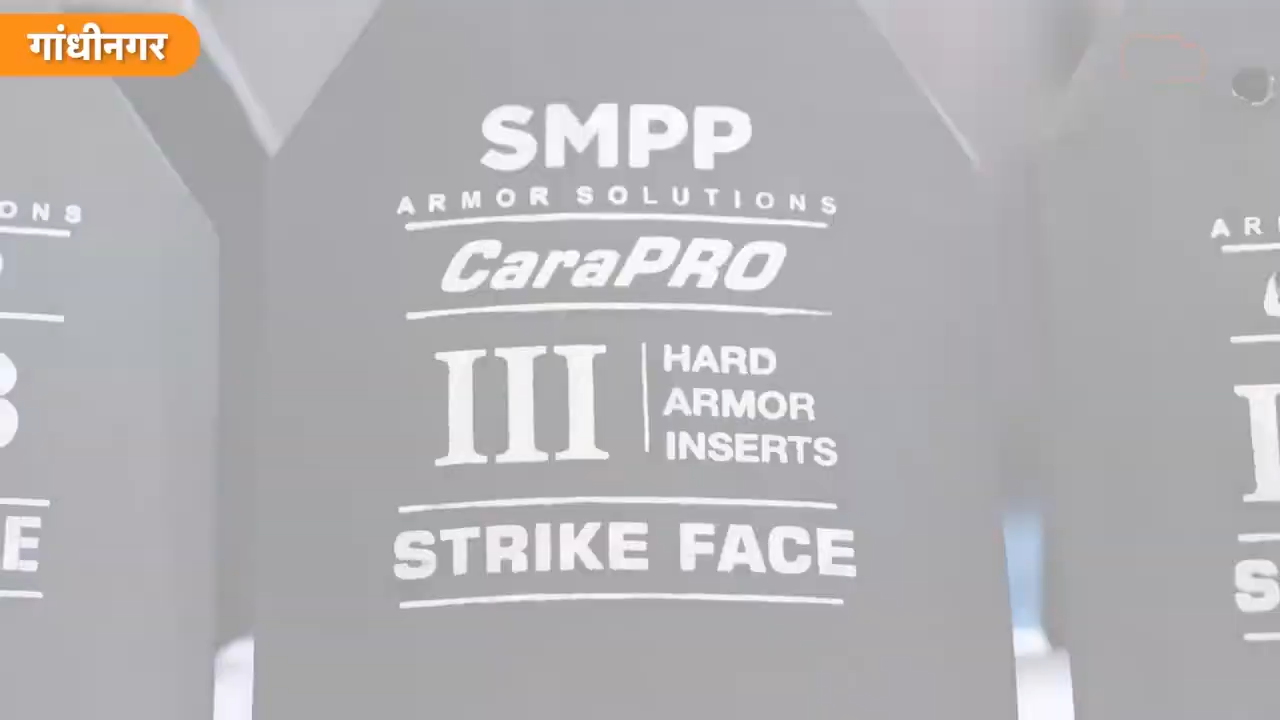 गांधीनगर
SMPP
ARMOR SOLUTIONS
CaraPRO
III
HARD
ARMOR
INSERTS
STRIKE FACE